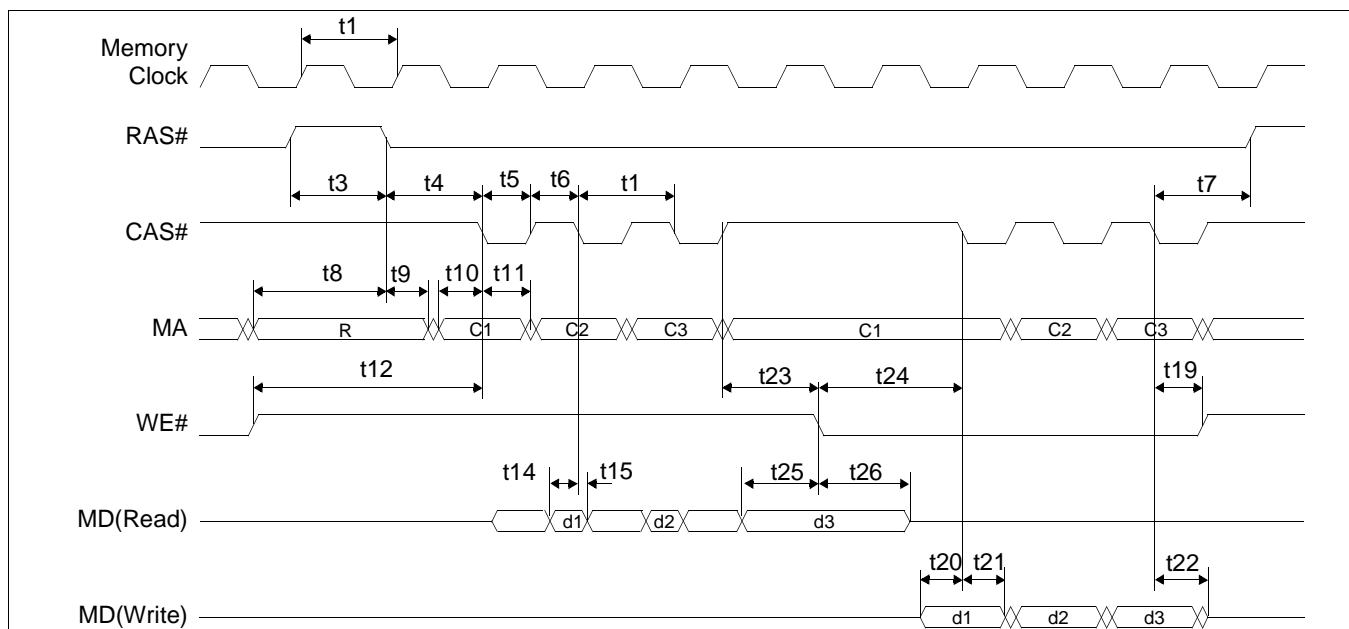 t1
Memory
Clock
RAS#
t3 t4 t5 t6 t1 t7
CAS#
t8 t9 t10 t11
MA R C1 C2 C3 C1 C2 C3
t12 t23 t24 t19
WE#
t14 t15 t25 t26
MD(Read) d1 d2 d3
t20 t21 t22
MD(Write) d1 d2 d3